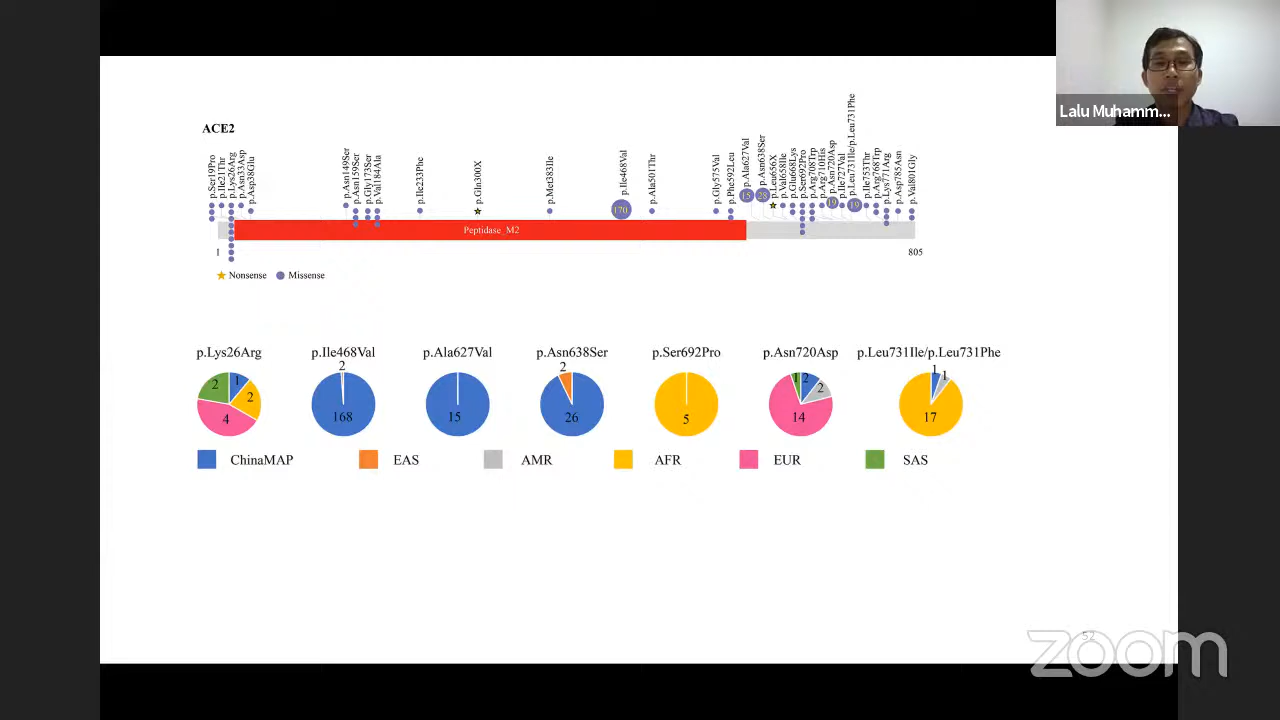 Lalu Muhamm...
ACE2
p.Ser19Pro
p.Ile21Thr
p.Lys26Arg
p.Asn33Asp
p.Asp38Glu
p.Asn149Ser
p.Asn159Ser
p.Gly173Ser
p.Val184Ala
p.Ile233Phe
p.Gln300X
p.Met383Ile
p.Ile468Val
p.Ala501Thr
p.Gly575Val
p.Phe592Leu
p.Ala627Val
p.Asn638Ser
p.Leu656X
p.Val658Ile
p.Glu668Lys
p.Ser692Pro
p.Arg708Trp
p.Arg710His
p.Asn720Asp
p.Ile727Val
p.Leu731Ile/p.Leu731Phe
p.Ile753Thr
p.Arg768Trp
p.Lys771Arg
p.Asp785Asn
p.Val801Gly
170 15 28 19 19
Peptidase_M2
1 805
Nonsense Missense
p.Lys26Arg p.Ile468Val p.Ala627Val p.Asn638Ser p.Ser692Pro p.Asn720Asp p.Leu731Ile/p.Leu731Phe
2 1 2 4
2 168
15
2 26
5
1 2 2 14
1 1 17
ChinaMAP EAS AMR AFR EUR SAS
52
zoom